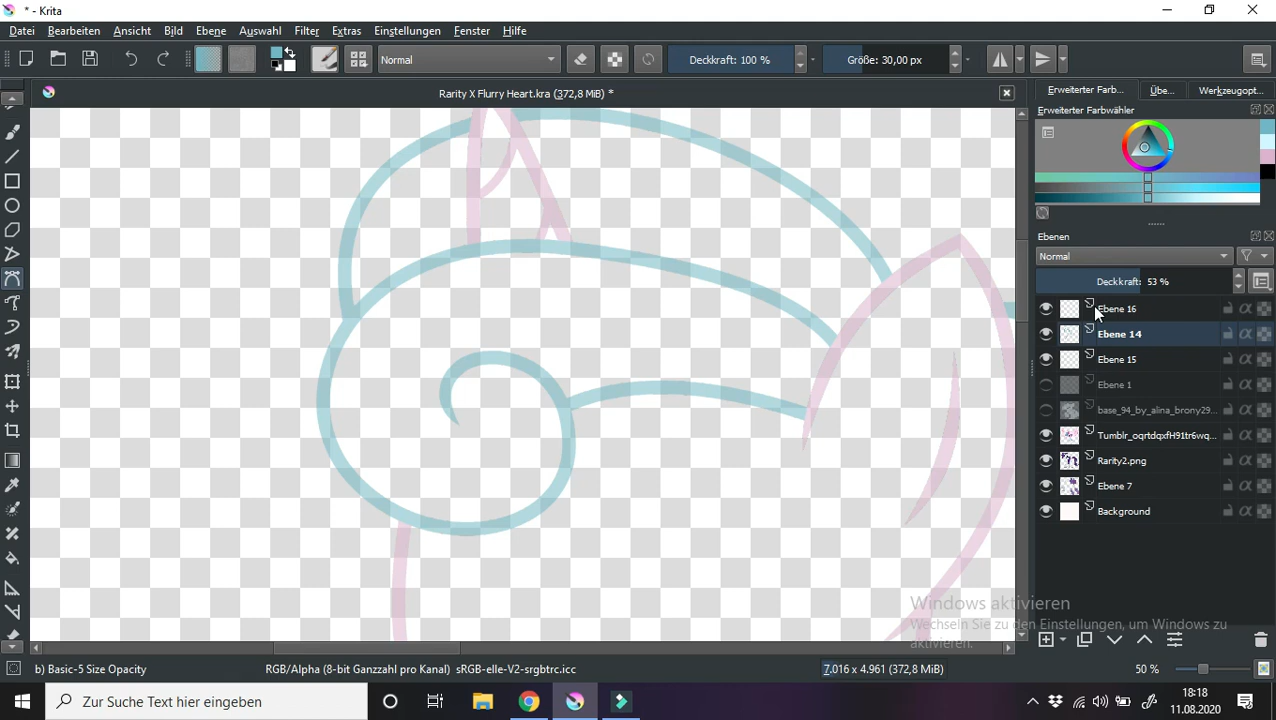 * - Krita
Datei Bearbeiten Ansicht Bild Ebene Auswahl Filter Extras Einstellungen Fenster Hilfe
Normal Deckkraft: 100 % Größe: 30,00 px
Rarity X Flurry Heart.kra (372,8 MiB) *
Erweiterter Farb... Übe... Werkzeugopt...
Erweiterter Farbwähler
Ebenen
Normal
Deckkraft: 53 %
Ebene 16
Ebene 14
Ebene 15
Ebene 1
base_94_by_alina_brony29...
Tumblr_oqrtdqxfH91tr6wq...
Rarity2.png
Ebene 7
Background
Windows aktivieren
Wechseln Sie zu den Einstellungen, um Windows zu
aktivieren.
b) Basic-5 Size Opacity RGB/Alpha (8-bit Ganzzahl pro Kanal) sRGB-elle-V2-srgbtrc.icc 7.016 x 4.961 (372,8 MiB) 50 %
Zur Suche Text hier eingeben
18:18
11.08.2020